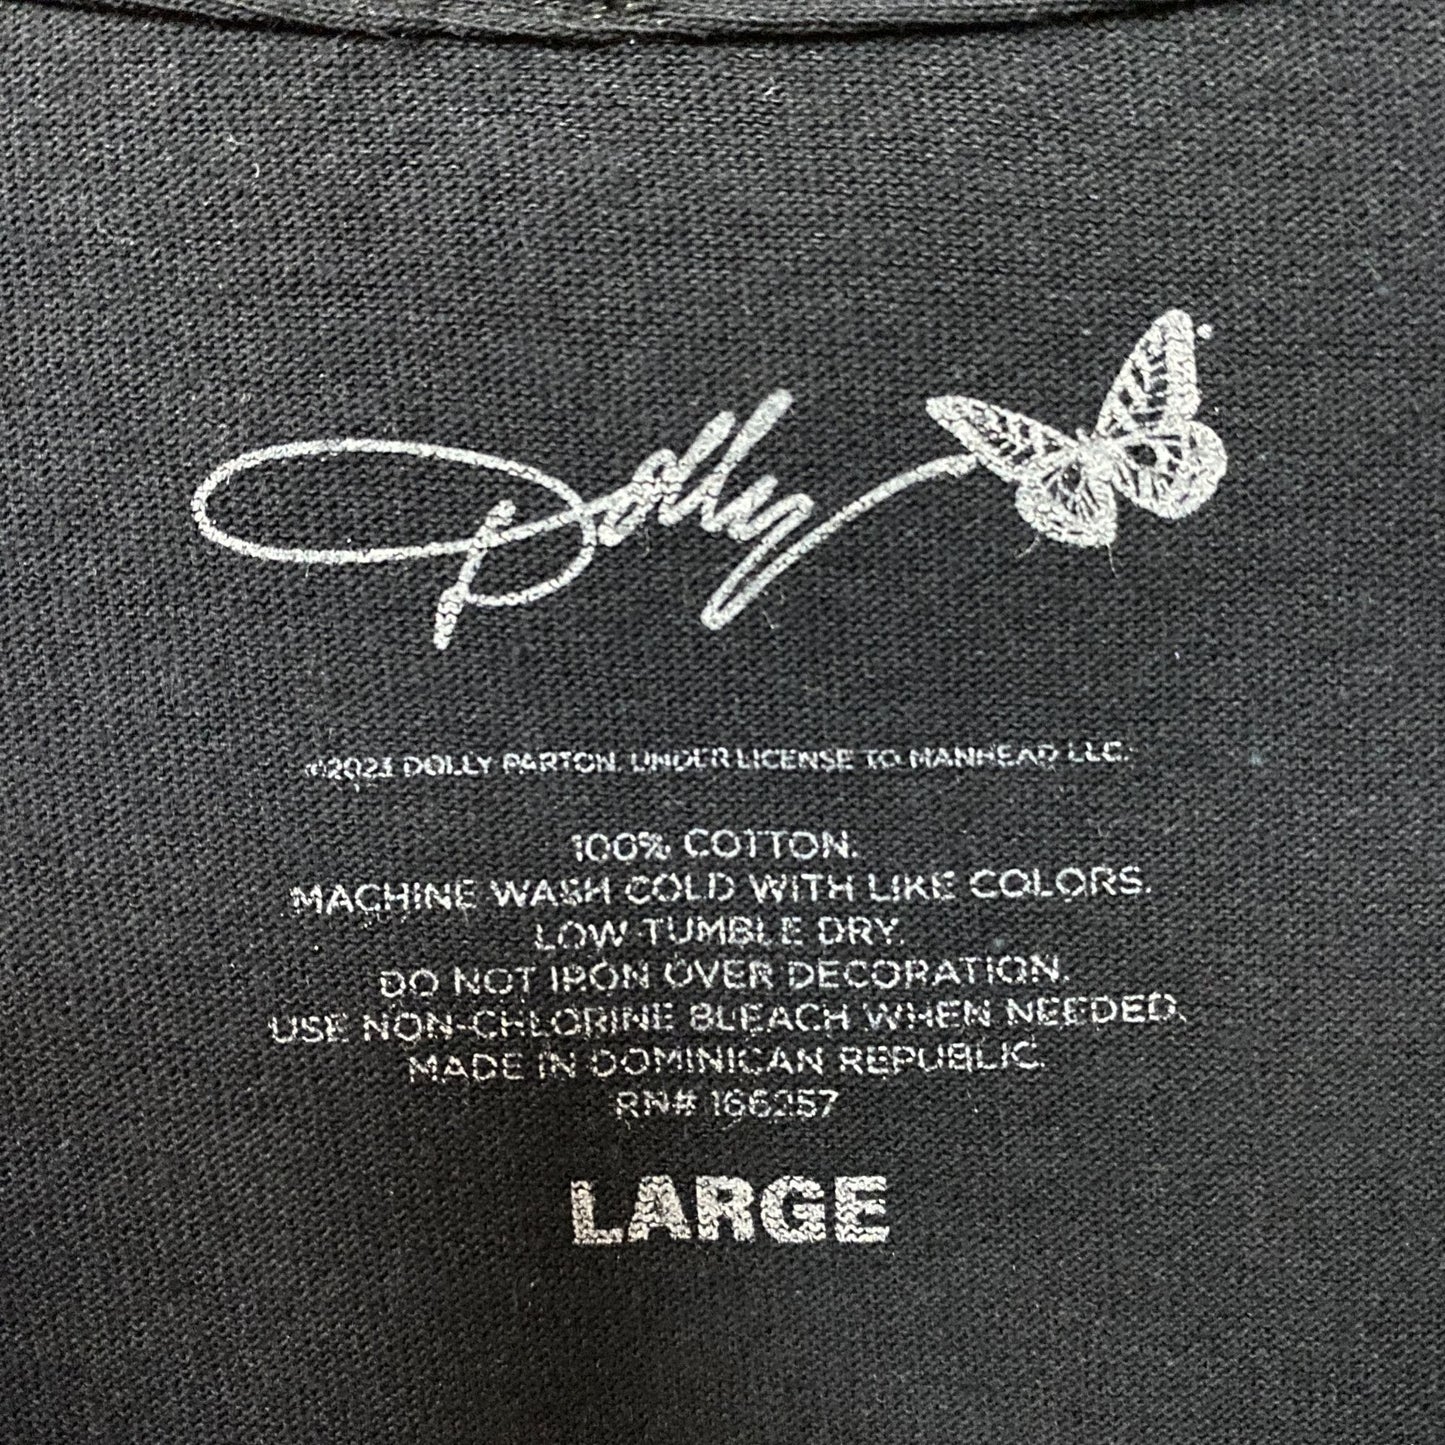 Dolly
©2023 DOLLY PARTON. UNDER LICENSE TO MANHEAD LLC.
100% COTTON.
MACHINE WASH COLD WITH LIKE COLORS.
LOW TUMBLE DRY.
DO NOT IRON OVER DECORATION.
USE NON-CHLORINE BLEACH WHEN NEEDED.
MADE IN DOMINICAN REPUBLIC.
RN# 166257
LARGE